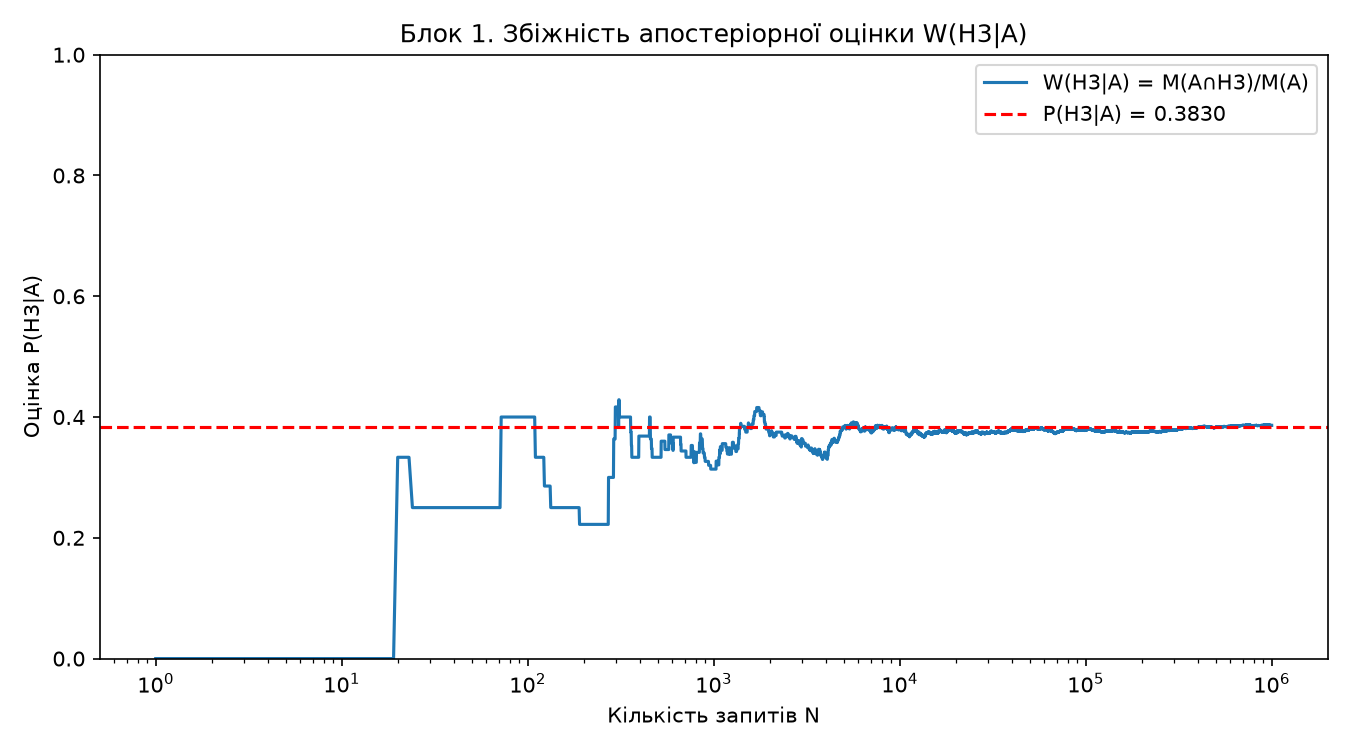 Блок 1. Збіжність апостеріорної оцінки W(H3|A)
W(H3|A) = M(A∩H3)/M(A)
P(H3|A) = 0.3830
Оцінка P(H3|A)
1.0
0.8
0.6
0.4
0.2
0.0
10⁰ 10¹ 10² 10³ 10⁴ 10⁵ 10⁶
Кількість запитів N